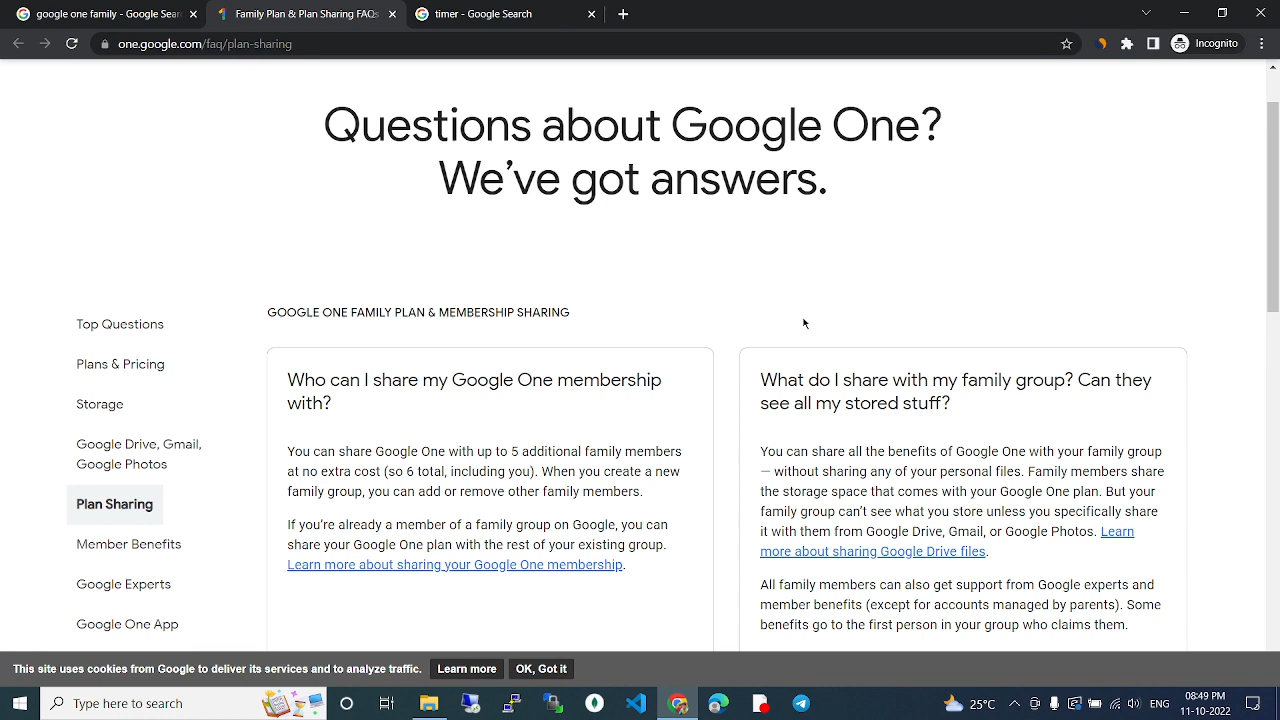 google one family - Google Sear
Family Plan & Plan Sharing FAQs
timer - Google Search
one.google.com/faq/plan-sharing
Incognito
Questions about Google One?
We've got answers.
Top Questions
Plans & Pricing
Storage
Google Drive, Gmail,
Google Photos
Plan Sharing
Member Benefits
Google Experts
Google One App
GOOGLE ONE FAMILY PLAN & MEMBERSHIP SHARING
Who can I share my Google One membership
with?
You can share Google One with up to 5 additional family members
at no extra cost (so 6 total, including you). When you create a new
family group, you can add or remove other family members.
If you're already a member of a family group on Google, you can
share your Google One plan with the rest of your existing group.
Learn more about sharing your Google One membership.
What do I share with my family group? Can they
see all my stored stuff?
You can share all the benefits of Google One with your family group
— without sharing any of your personal files. Family members share
the storage space that comes with your Google One plan. But your
family group can't see what you store unless you specifically share
it with them from Google Drive, Gmail, or Google Photos. Learn
more about sharing Google Drive files.
All family members can also get support from Google experts and
member benefits (except for accounts managed by parents). Some
benefits go to the first person in your group who claims them.
This site uses cookies from Google to deliver its services and to analyze traffic. Learn more OK, Got it
Type here to search
25°C
ENG
08:49 PM
11-10-2022